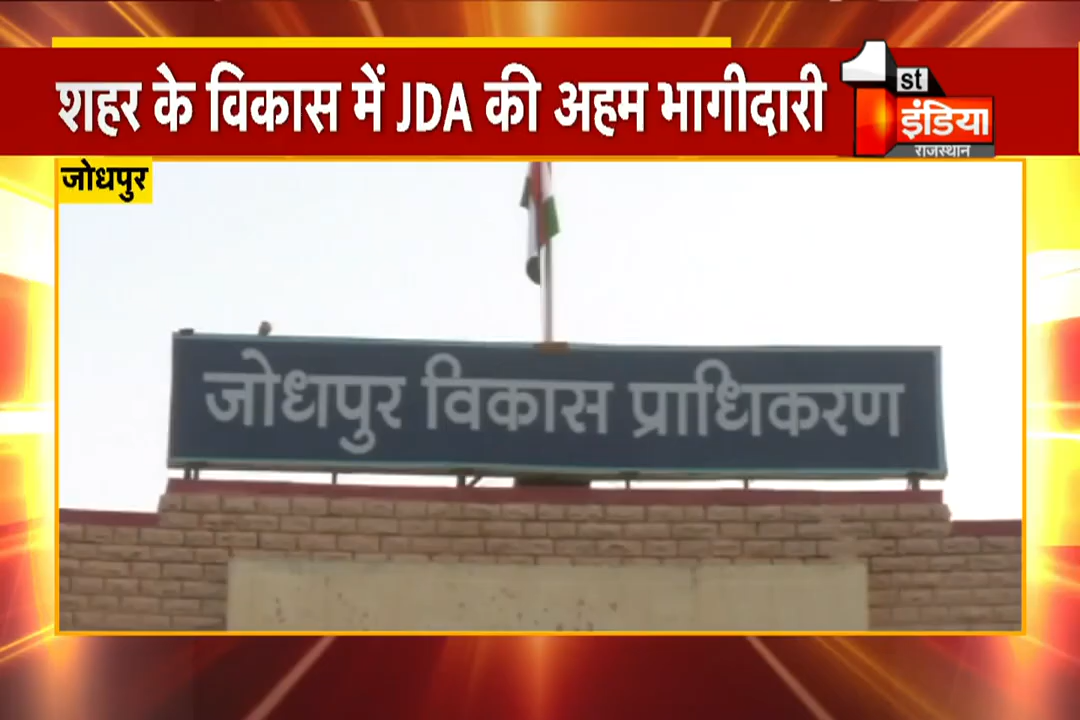 शहर के विकास में JDA की अहम भागीदारी
1st
इंडिया
राजस्थान
जोधपुर
जोधपुर विकास प्राधिकरण